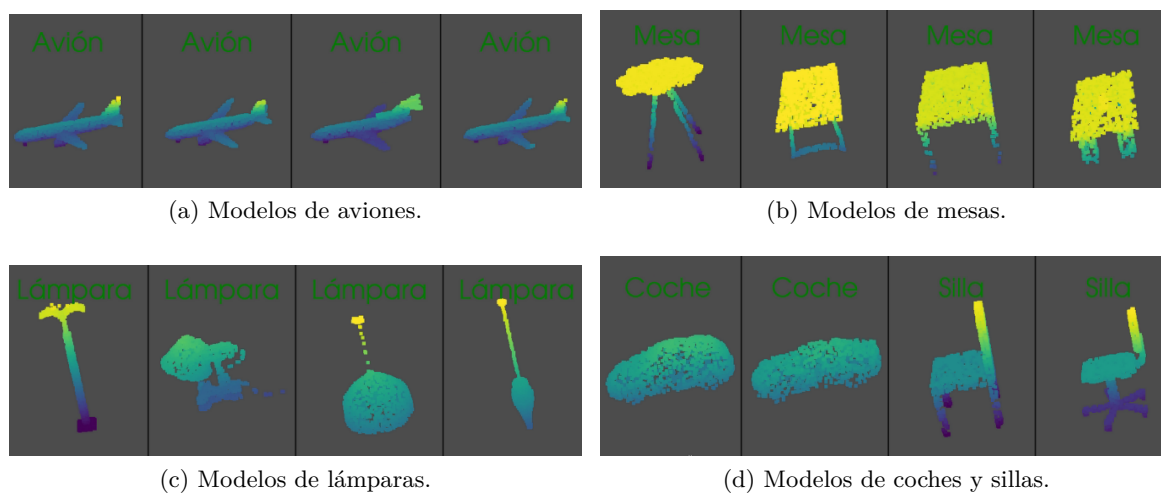 Avión Avión Avión Avión
(a) Modelos de aviones.
Mesa Mesa Mesa Mesa
(b) Modelos de mesas.
Lámpara Lámpara Lámpara Lámpara
(c) Modelos de lámparas.
Coche Coche Silla Silla
(d) Modelos de coches y sillas.